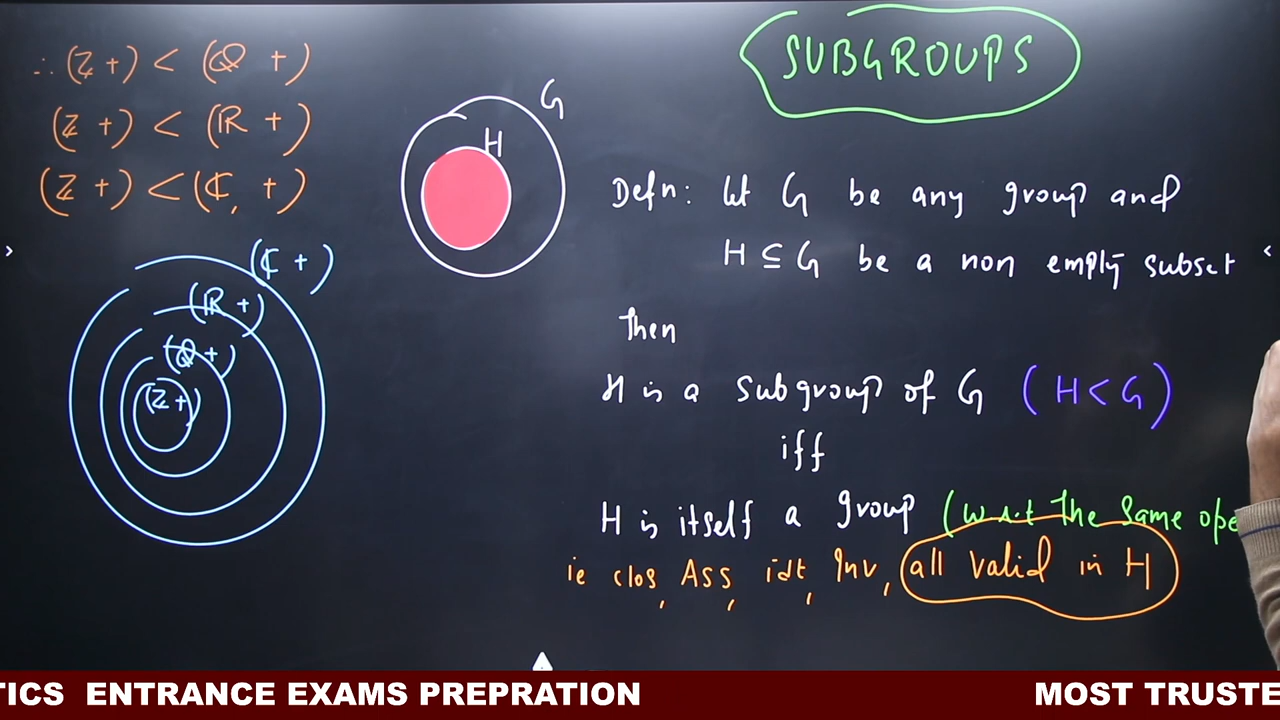 SUBGROUPS
∴ (ℤ +) < (ℚ +)
(ℤ +) < (ℝ +)
(ℤ +) < (ℂ, +)
G
H
(ℂ +)
(ℝ +)
(ℚ +)
(ℤ +)
Defn: let G be any group and
H ⊆ G be a non empty subset
Then
H is a subgroup of G (H < G)
iff
H is itself a group (w.r.t the same ope
ie clos, Ass, idt, Inv, all valid in H
TICS ENTRANCE EXAMS PREPRATION MOST TRUSTE